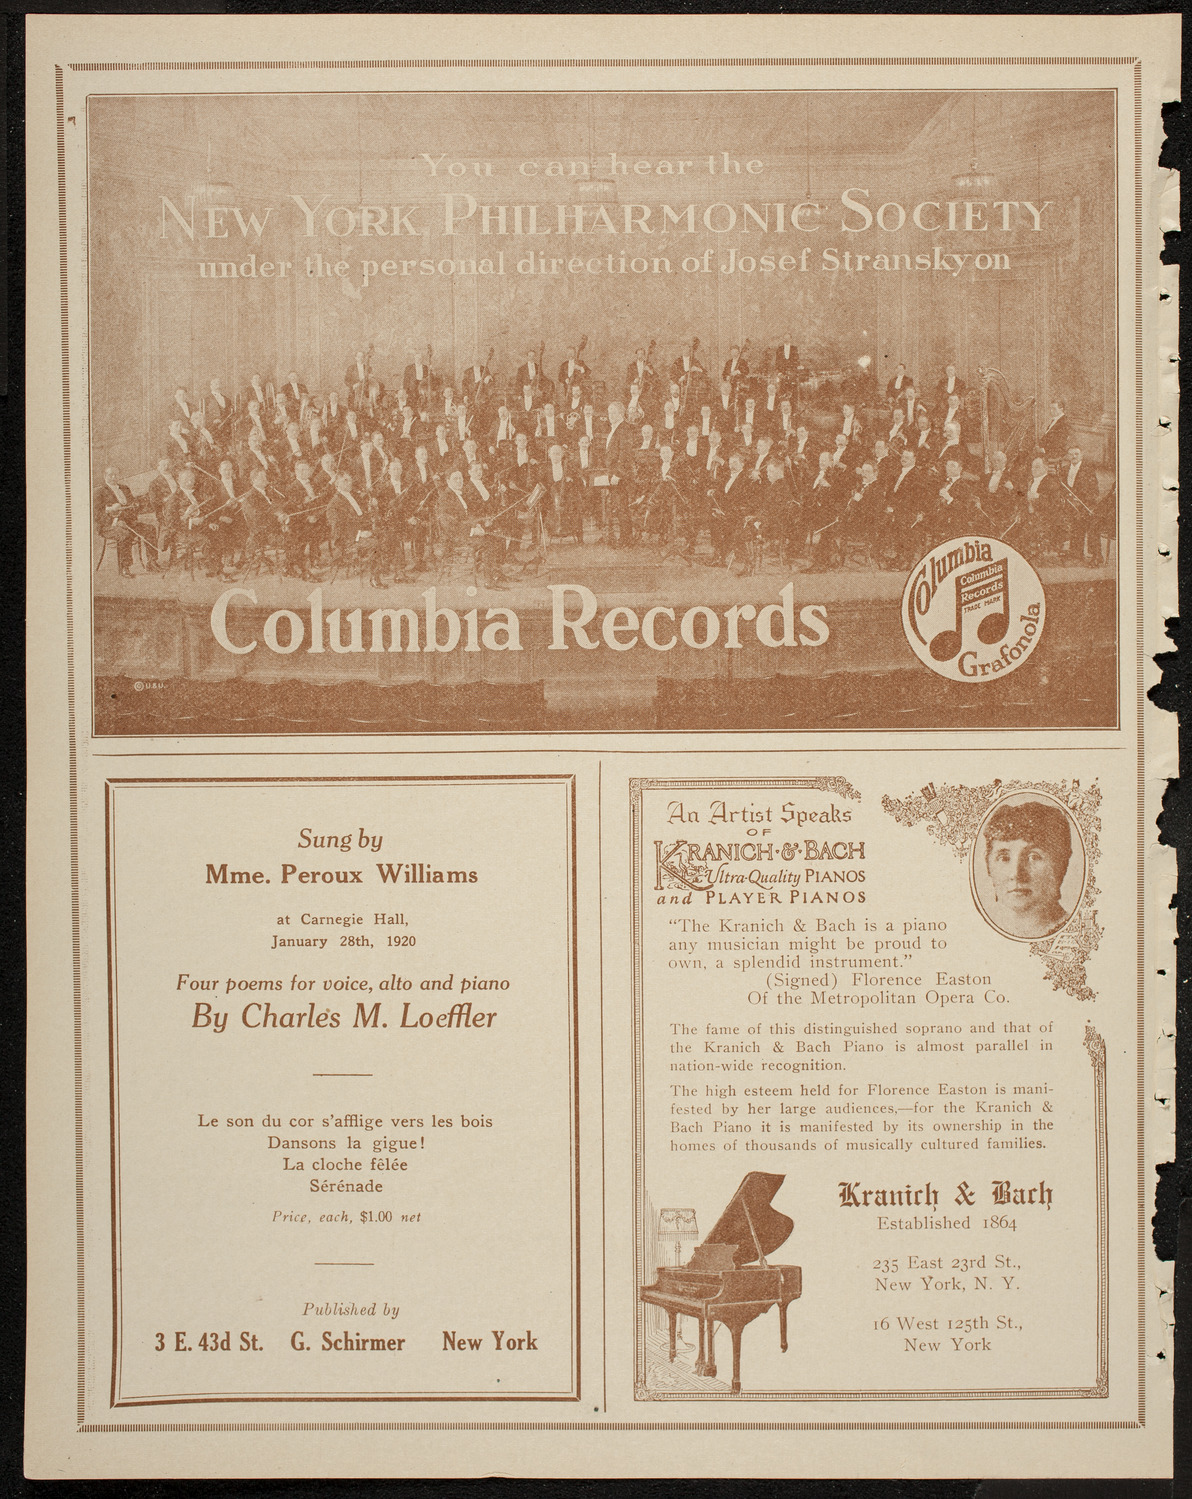 You can hear the
NEW YORK PHILHARMONIC SOCIETY
under the personal direction of Josef Stransky on
Columbia Records
Columbia
Columbia
Records
TRADE MARK
Grafonola
© U & U.
Sung by
Mme. Peroux Williams
at Carnegie Hall,
January 28th, 1920
Four poems for voice, alto and piano
By Charles M. Loeffler
Le son du cor s'afflige vers les bois
Dansons la gigue!
La cloche fêlée
Sérénade
Price, each, $1.00 net
Published by
3 E. 43d St. G. Schirmer New York
An Artist Speaks
OF
KRANICH·&·BACH
Ultra-Quality PIANOS
and PLAYER PIANOS
“The Kranich & Bach is a piano
any musician might be proud to
own, a splendid instrument.”
(Signed) Florence Easton
Of the Metropolitan Opera Co.
The fame of this distinguished soprano and that of
the Kranich & Bach Piano is almost parallel in
nation-wide recognition.
The high esteem held for Florence Easton is mani-
fested by her large audiences,—for the Kranich &
Bach Piano it is manifested by its ownership in the
homes of thousands of musically cultured families.
Kranich & Bach
Established 1864
235 East 23rd St.,
New York, N. Y.
16 West 125th St.,
New York